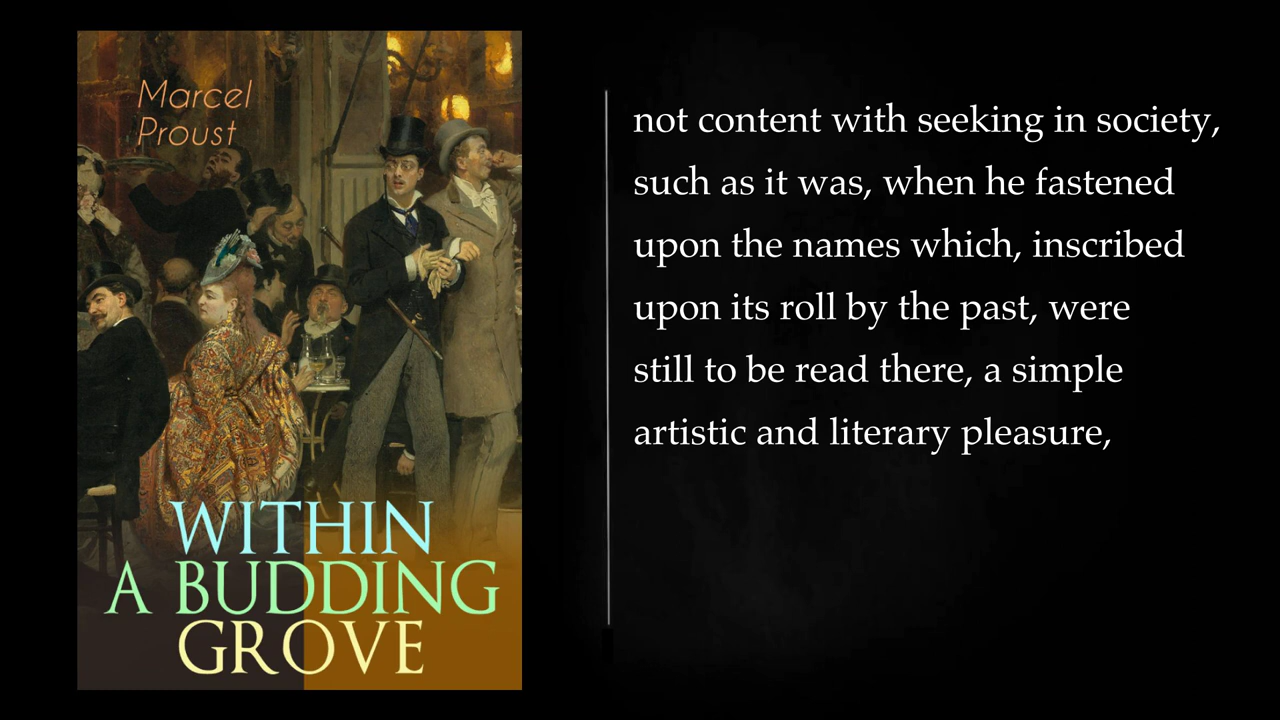 Marcel
Proust
WITHIN
A BUDDING
GROVE
not content with seeking in society,
such as it was, when he fastened
upon the names which, inscribed
upon its roll by the past, were
still to be read there, a simple
artistic and literary pleasure,